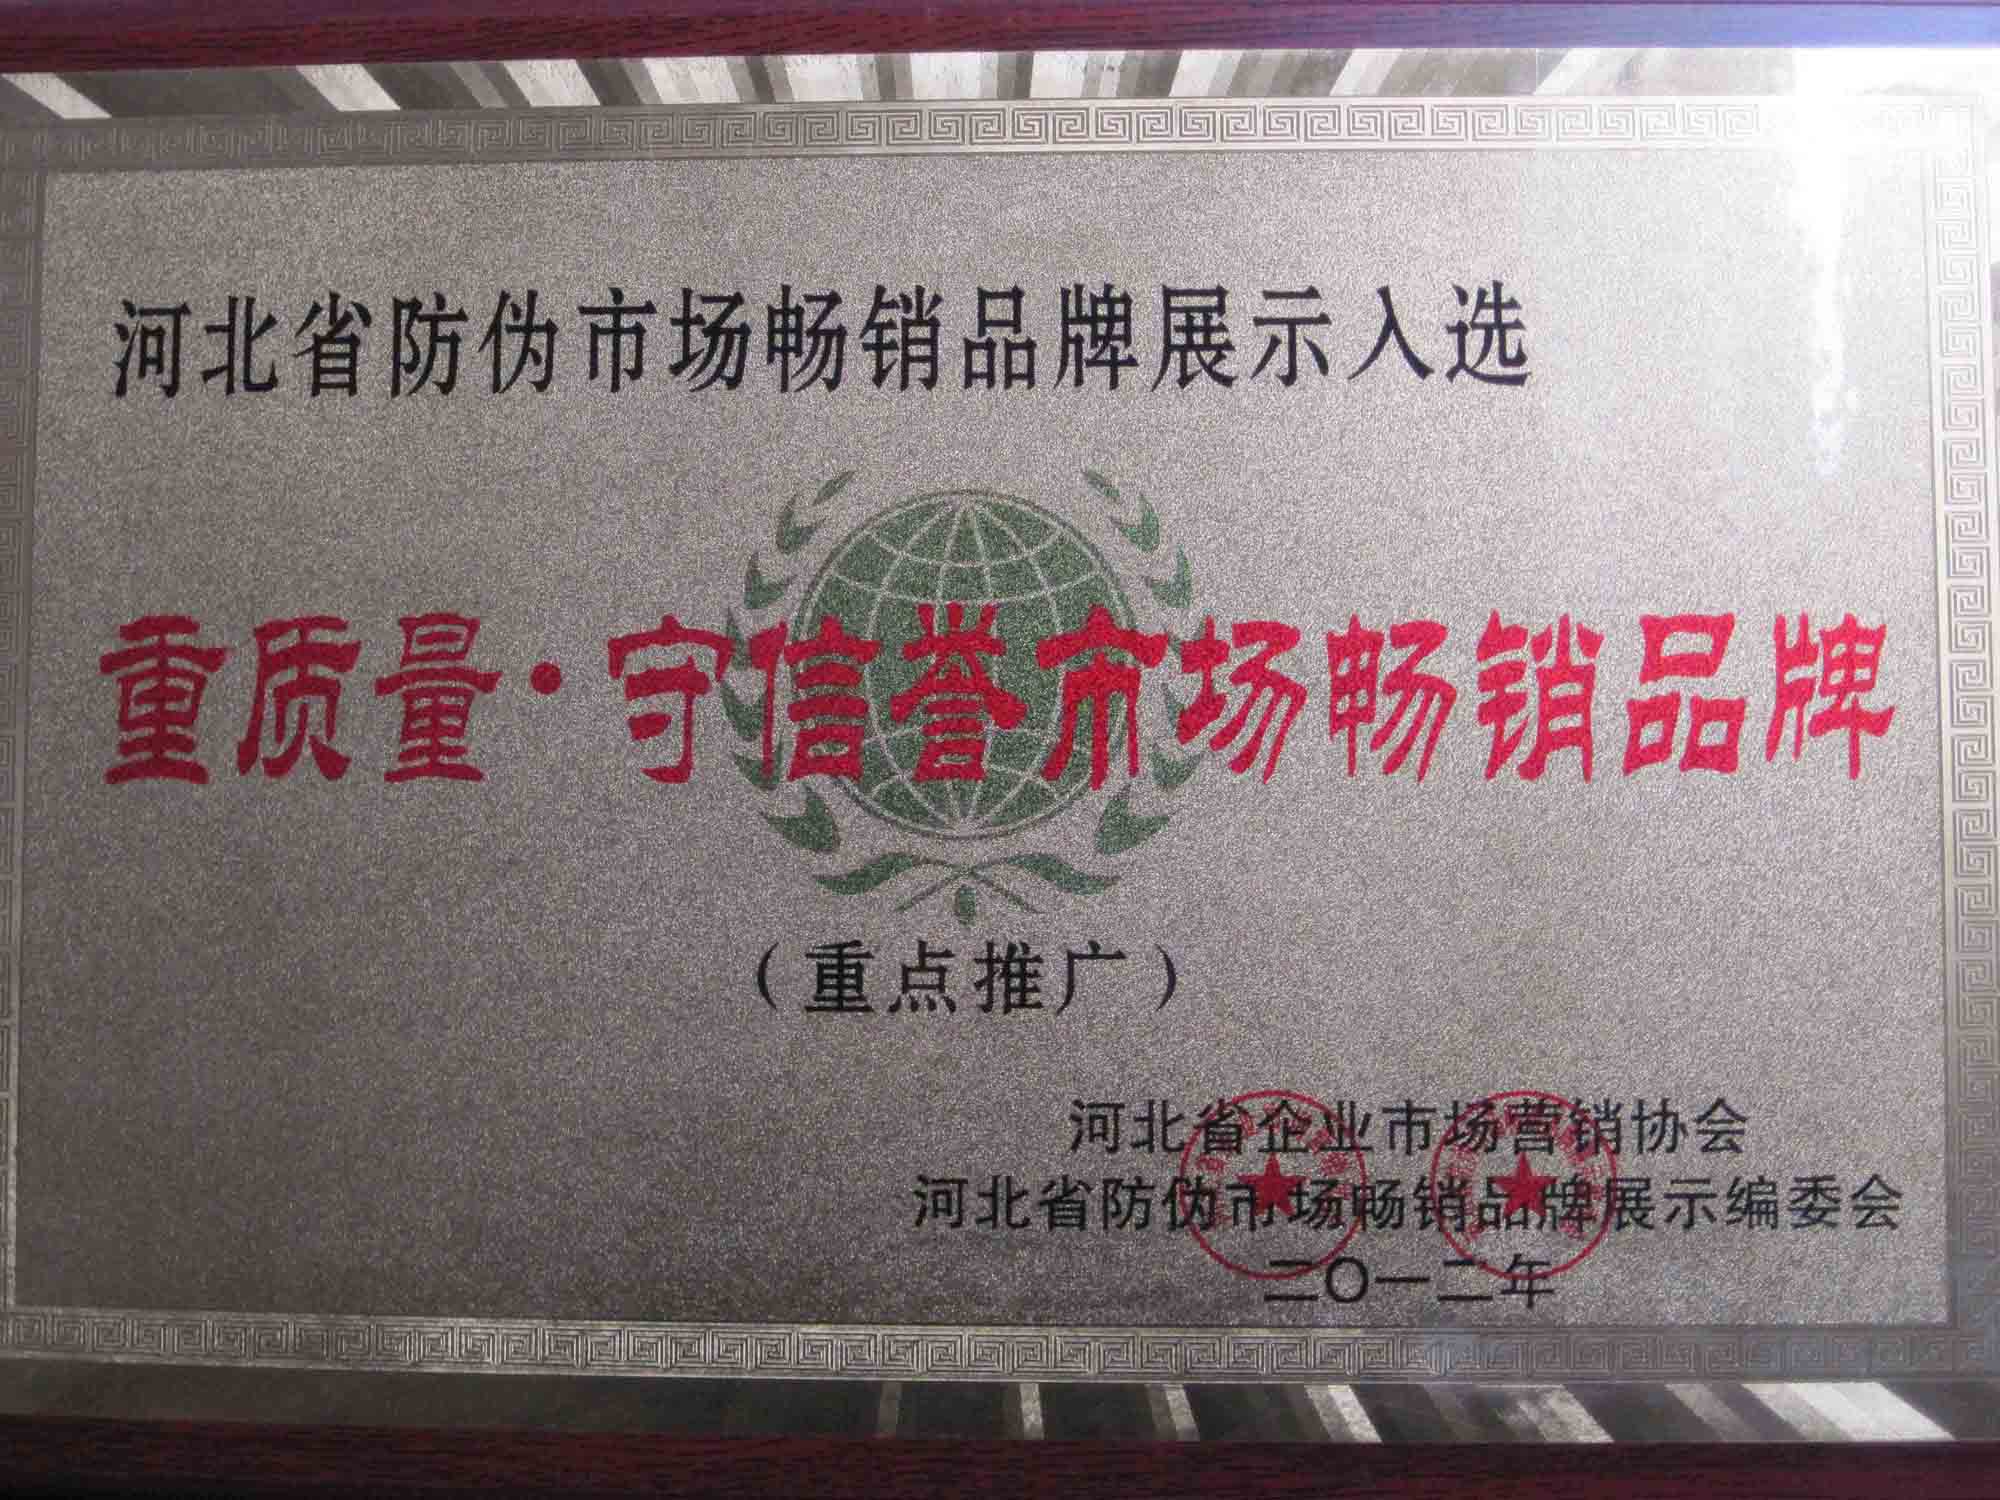 河北省防伪市场畅销品牌展示入选
重质量·守信誉市场畅销品牌
（重点推广）
河北省企业市场营销协会
河北省防伪市场畅销品牌展示编委会
二〇一二年